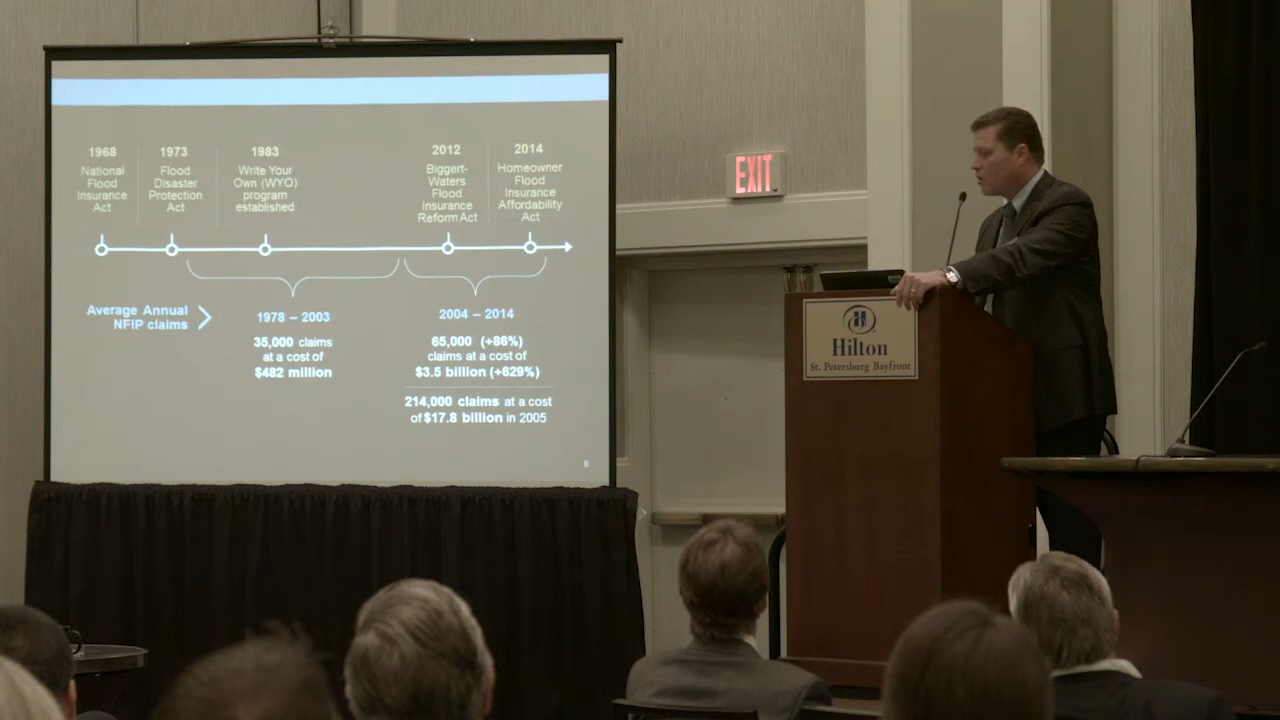 1968
National
Flood
Insurance
Act
1973
Flood
Disaster
Protection
Act
1983
Write Your
Own (WYO)
program
established
2012
Biggert-
Waters
Flood
Insurance
Reform Act
2014
Homeowner
Flood
Insurance
Affordability
Act
Average Annual
NFIP claims
1978 – 2003
35,000 claims
at a cost of
$482 million
2004 – 2014
65,000 (+86%)
claims at a cost of
$3.5 billion (+629%)
214,000 claims at a cost
of $17.8 billion in 2005
8
EXIT
Hilton
St. Petersburg Bayfront